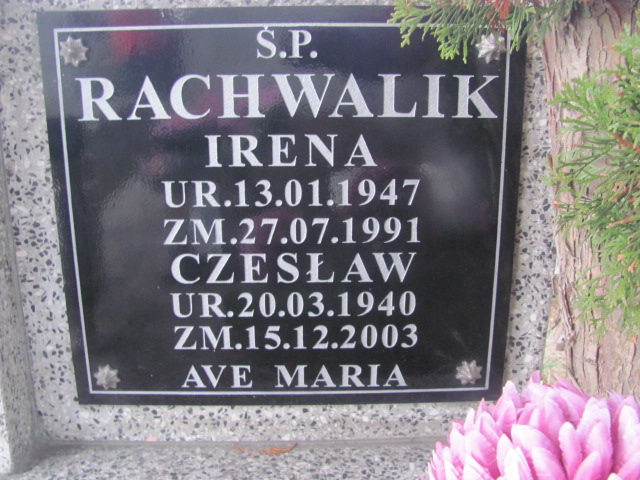 Ś.P.
RACHWALIK
IRENA
UR.13.01.1947
ZM.27.07.1991
CZESŁAW
UR.20.03.1940
ZM.15.12.2003
AVE MARIA